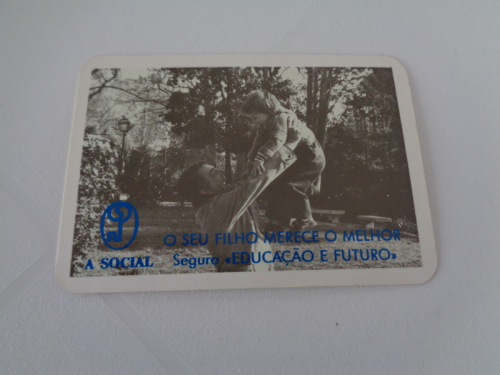 O SEU FILHO MERECE O MELHOR
A SOCIAL Seguro «EDUCAÇÃO E FUTURO»